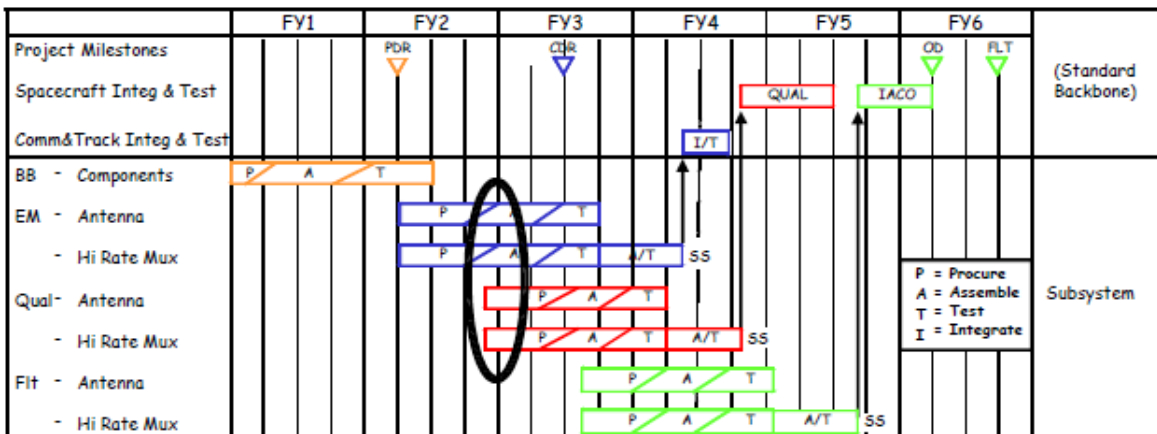 FY1 FY2 FY3 FY4 FY5 FY6
Project Milestones PDR CDR OD FLT
(Standard
Backbone)
Spacecraft Integ & Test QUAL IACO
Comm&Track Integ & Test I/T
BB - Components P A T
EM - Antenna P A T
- Hi Rate Mux P A T A/T SS
P = Procure
A = Assemble
T = Test
I = Integrate
Qual- Antenna P A T
Subsystem
- Hi Rate Mux P A T A/T SS
Flt - Antenna P A T
- Hi Rate Mux P A T A/T SS